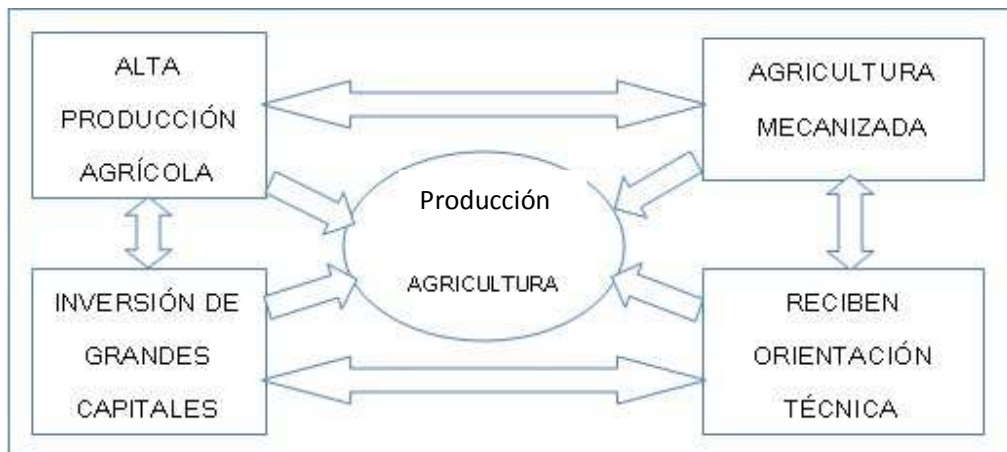 ALTA
PRODUCCIÓN
AGRÍCOLA
AGRICULTURA
MECANIZADA
Producción
AGRICULTURA
INVERSIÓN DE
GRANDES
CAPITALES
RECIBEN
ORIENTACIÓN
TÉCNICA